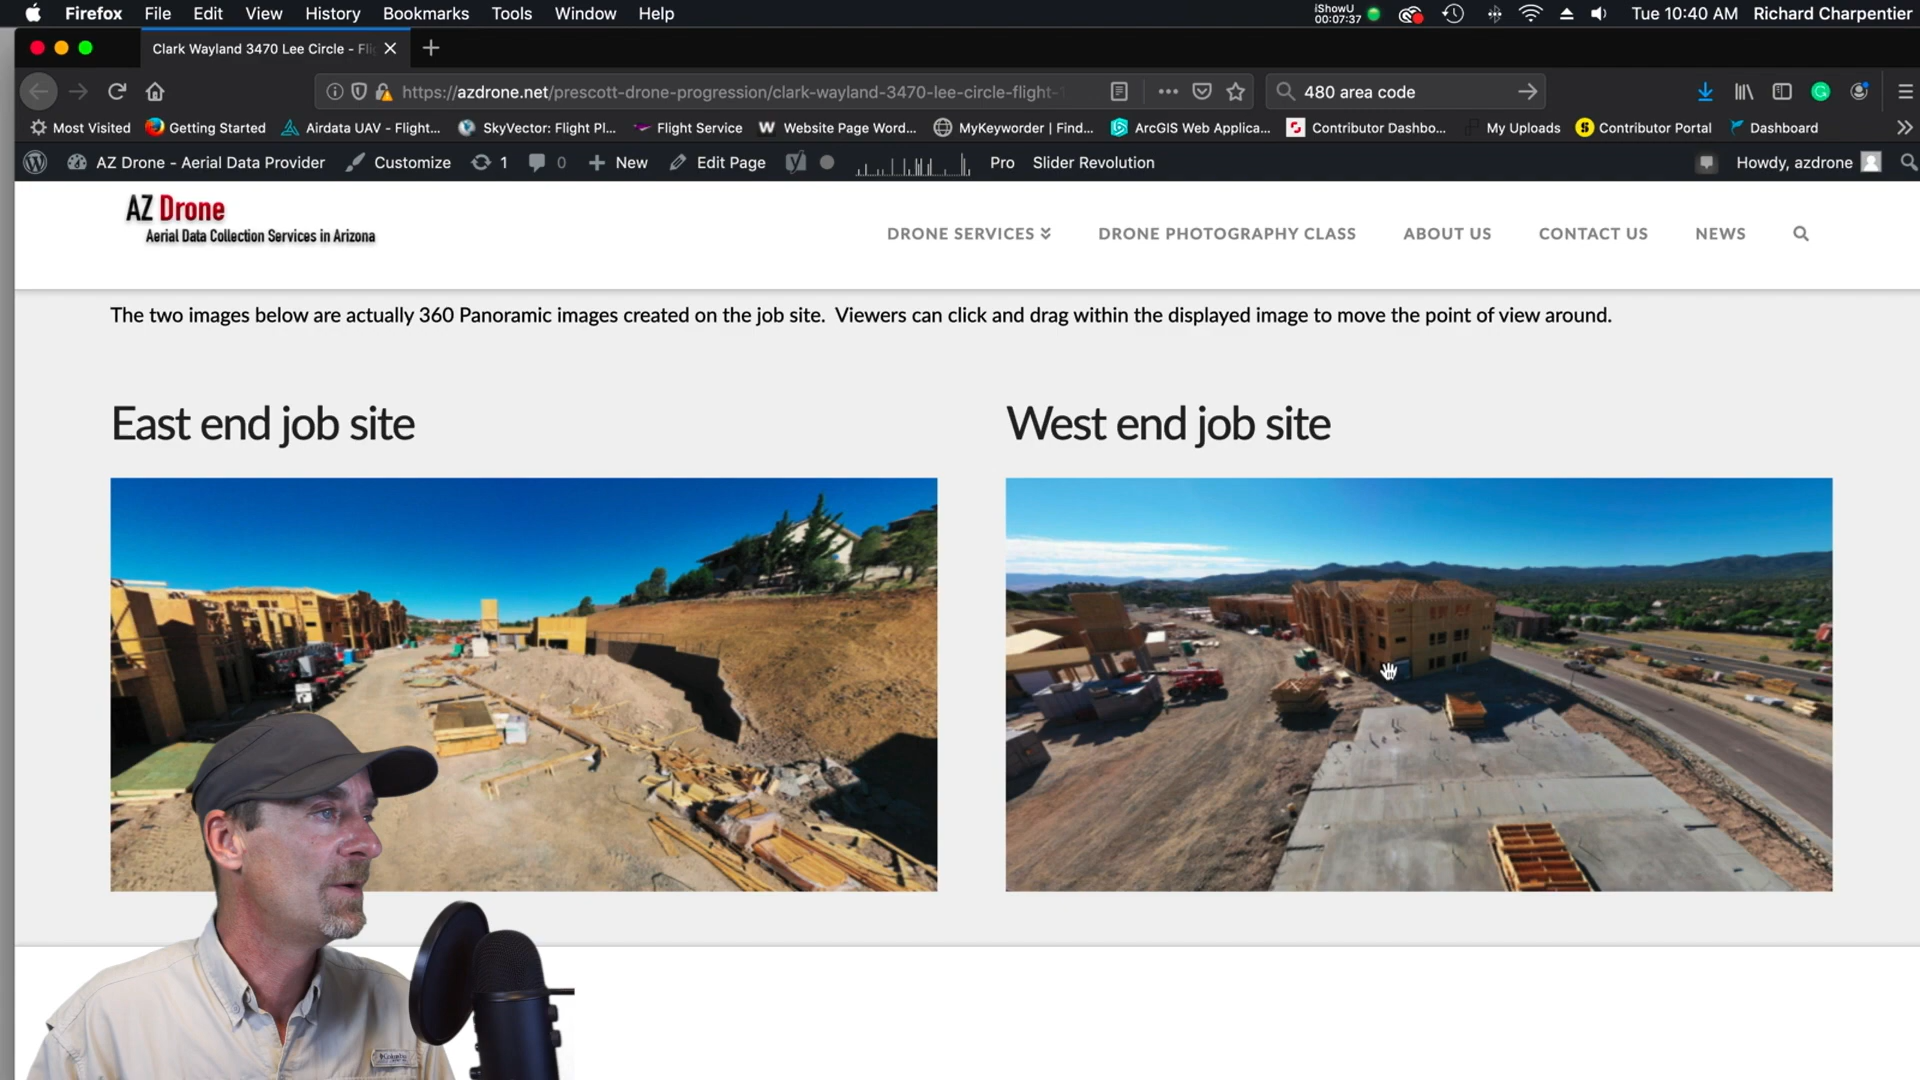 Firefox File Edit View History Bookmarks Tools Window Help iShowU 00:07:37 Tue 10:40 AM Richard Charpentier
Clark Wayland 3470 Lee Circle - Fli
https://azdrone.net/prescott-drone-progression/clark-wayland-3470-lee-circle-flight- 480 area code
Most Visited Getting Started Airdata UAV - Flight... SkyVector: Flight Pl... Flight Service Website Page Word... MyKeyworder | Find... ArcGIS Web Applica... Contributor Dashbo... My Uploads Contributor Portal Dashboard
AZ Drone - Aerial Data Provider Customize 1 0 New Edit Page Pro Slider Revolution Howdy, azdrone
AZ Drone
Aerial Data Collection Services in Arizona
DRONE SERVICES DRONE PHOTOGRAPHY CLASS ABOUT US CONTACT US NEWS
The two images below are actually 360 Panoramic images created on the job site. Viewers can click and drag within the displayed image to move the point of view around.
East end job site
West end job site
Columbia